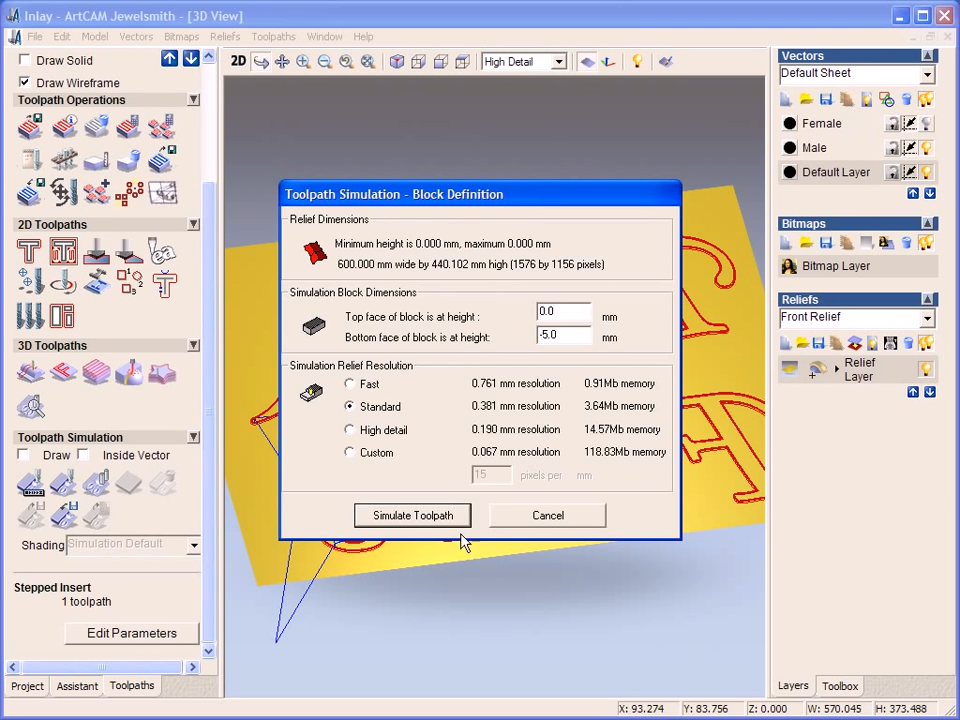 Inlay - ArtCAM Jewelsmith - [3D View]
File Edit Model Vectors Bitmaps Reliefs Toolpaths Window Help
Draw Solid
Draw Wireframe
Toolpath Operations
2D Toolpaths
3D Toolpaths
Toolpath Simulation
Draw Inside Vector
Shading Simulation Default
Stepped Insert
1 toolpath
Edit Parameters
Project Assistant Toolpaths
2D High Detail
Toolpath Simulation - Block Definition
Relief Dimensions
Minimum height is 0.000 mm, maximum 0.000 mm
600.000 mm wide by 440.102 mm high (1576 by 1156 pixels)
Simulation Block Dimensions
Top face of block is at height : 0.0 mm
Bottom face of block is at height: -5.0 mm
Simulation Relief Resolution
Fast 0.761 mm resolution 0.91Mb memory
Standard 0.381 mm resolution 3.64Mb memory
High detail 0.190 mm resolution 14.57Mb memory
Custom 0.067 mm resolution 118.83Mb memory
15 pixels per mm
Simulate Toolpath Cancel
Vectors
Default Sheet
Female
Male
Default Layer
Bitmaps
Bitmap Layer
Reliefs
Front Relief
Relief
Layer
Layers Toolbox
X: 93.274 Y: 83.756 Z: 0.000 W: 570.045 H: 373.488